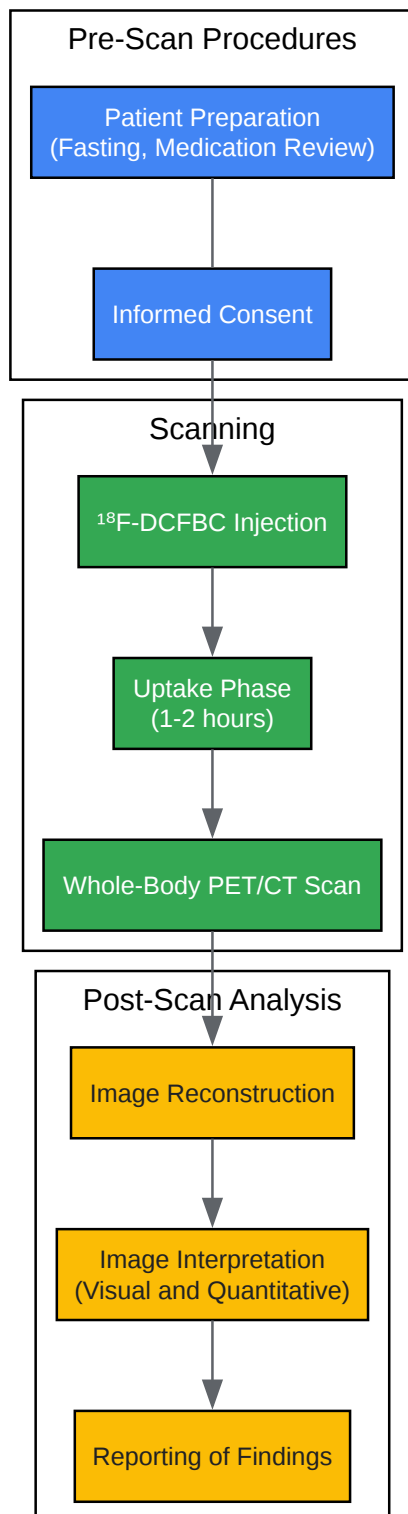 Pre-Scan Procedures
Patient Preparation
(Fasting, Medication Review)
Informed Consent
Scanning
¹⁸F-DCFBC Injection
Uptake Phase
(1-2 hours)
Whole-Body PET/CT Scan
Post-Scan Analysis
Image Reconstruction
Image Interpretation
(Visual and Quantitative)
Reporting of Findings